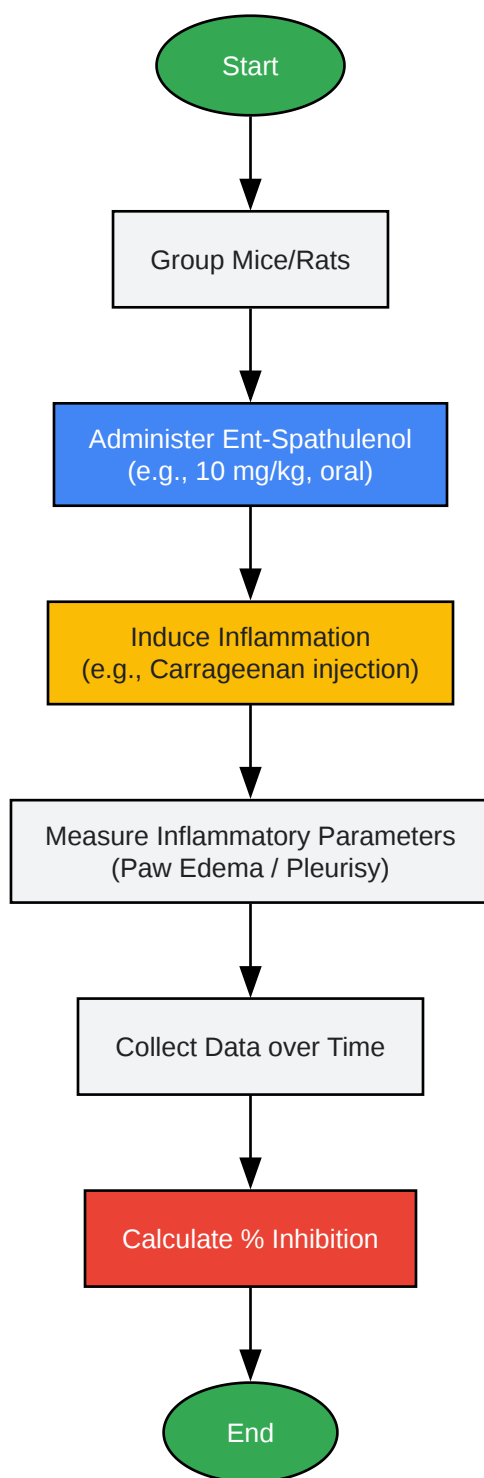 Start
Group Mice/Rats
Administer Ent-Spathulenol
(e.g., 10 mg/kg, oral)
Induce Inflammation
(e.g., Carrageenan injection)
Measure Inflammatory Parameters
(Paw Edema / Pleurisy)
Collect Data over Time
Calculate % Inhibition
End